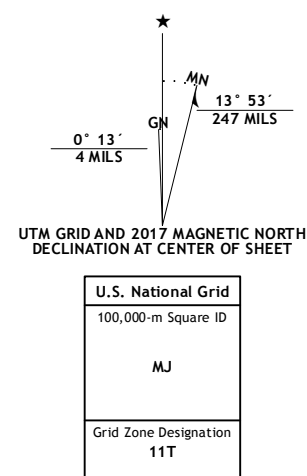 ★
MN
GN
13° 53´
247 MILS
0° 13´
4 MILS
UTM GRID AND 2017 MAGNETIC NORTH
DECLINATION AT CENTER OF SHEET
U.S. National Grid
100,000-m Square ID
MJ
Grid Zone Designation
11T